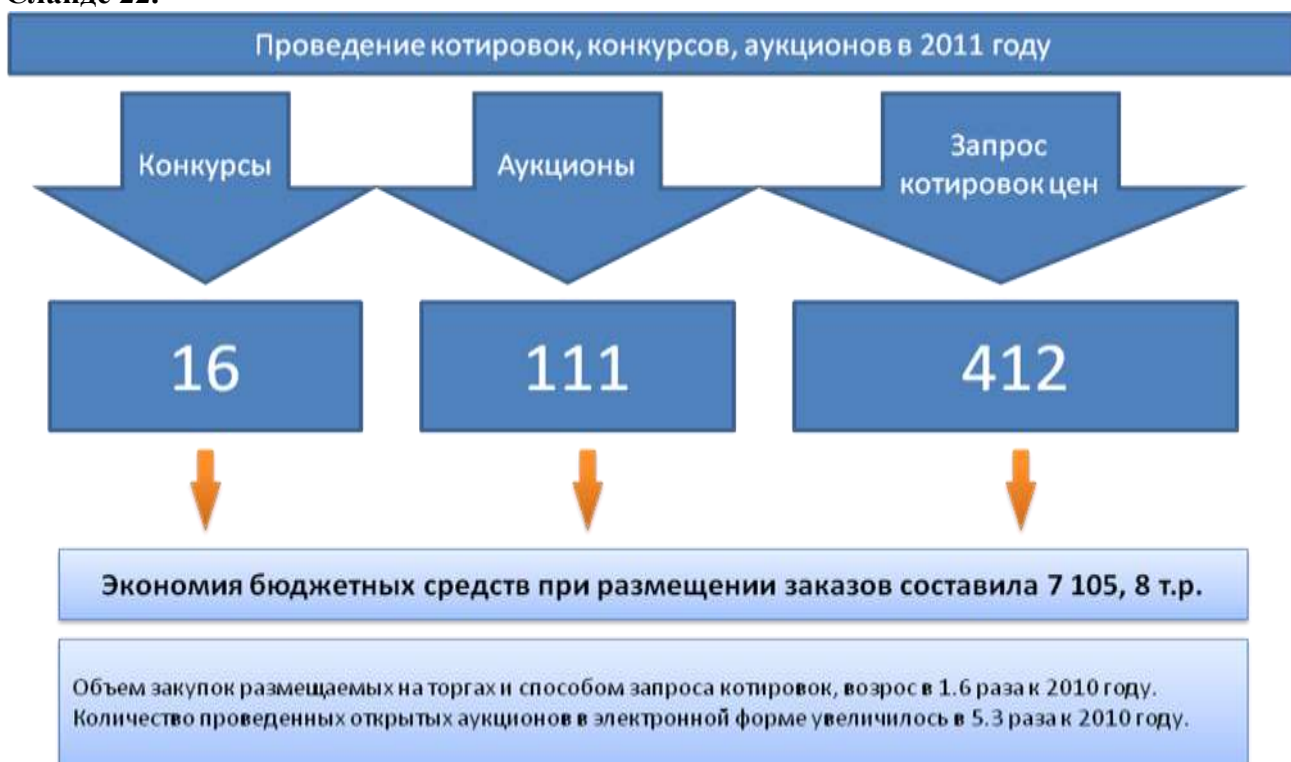 Слайде 22.
Проведение котировок, конкурсов, аукционов в 2011 году
Конкурсы
Аукционы
Запрос
котировок цен
16
111
412
Экономия бюджетных средств при размещении заказов составила 7 105, 8 т.р.
Объем закупок размещаемых на торгах и способом запроса котировок, возрос в 1.6 раза к 2010 году.
Количество проведенных открытых аукционов в электронной форме увеличилось в 5.3 раза к 2010 году.